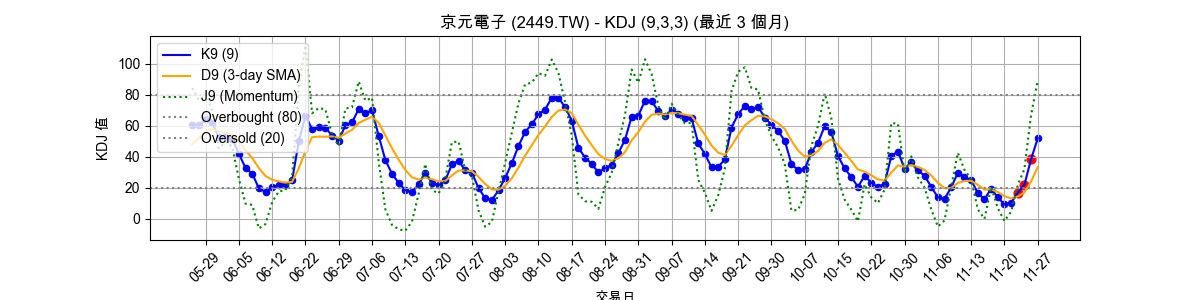 京元電子 (2449.TW) - KDJ (9,3,3) (最近 3 個月)
K9 (9)
D9 (3-day SMA)
J9 (Momentum)
Overbought (80)
Oversold (20)
KDJ 值
100
80
60
40
20
0
05-29 06-05 06-12 06-22 06-29 07-06 07-13 07-20 07-27 08-03 08-10 08-17 08-24 08-31 09-07 09-14 09-21 09-30 10-07 10-15 10-22 10-30 11-06 11-13 11-20 11-27
交易日